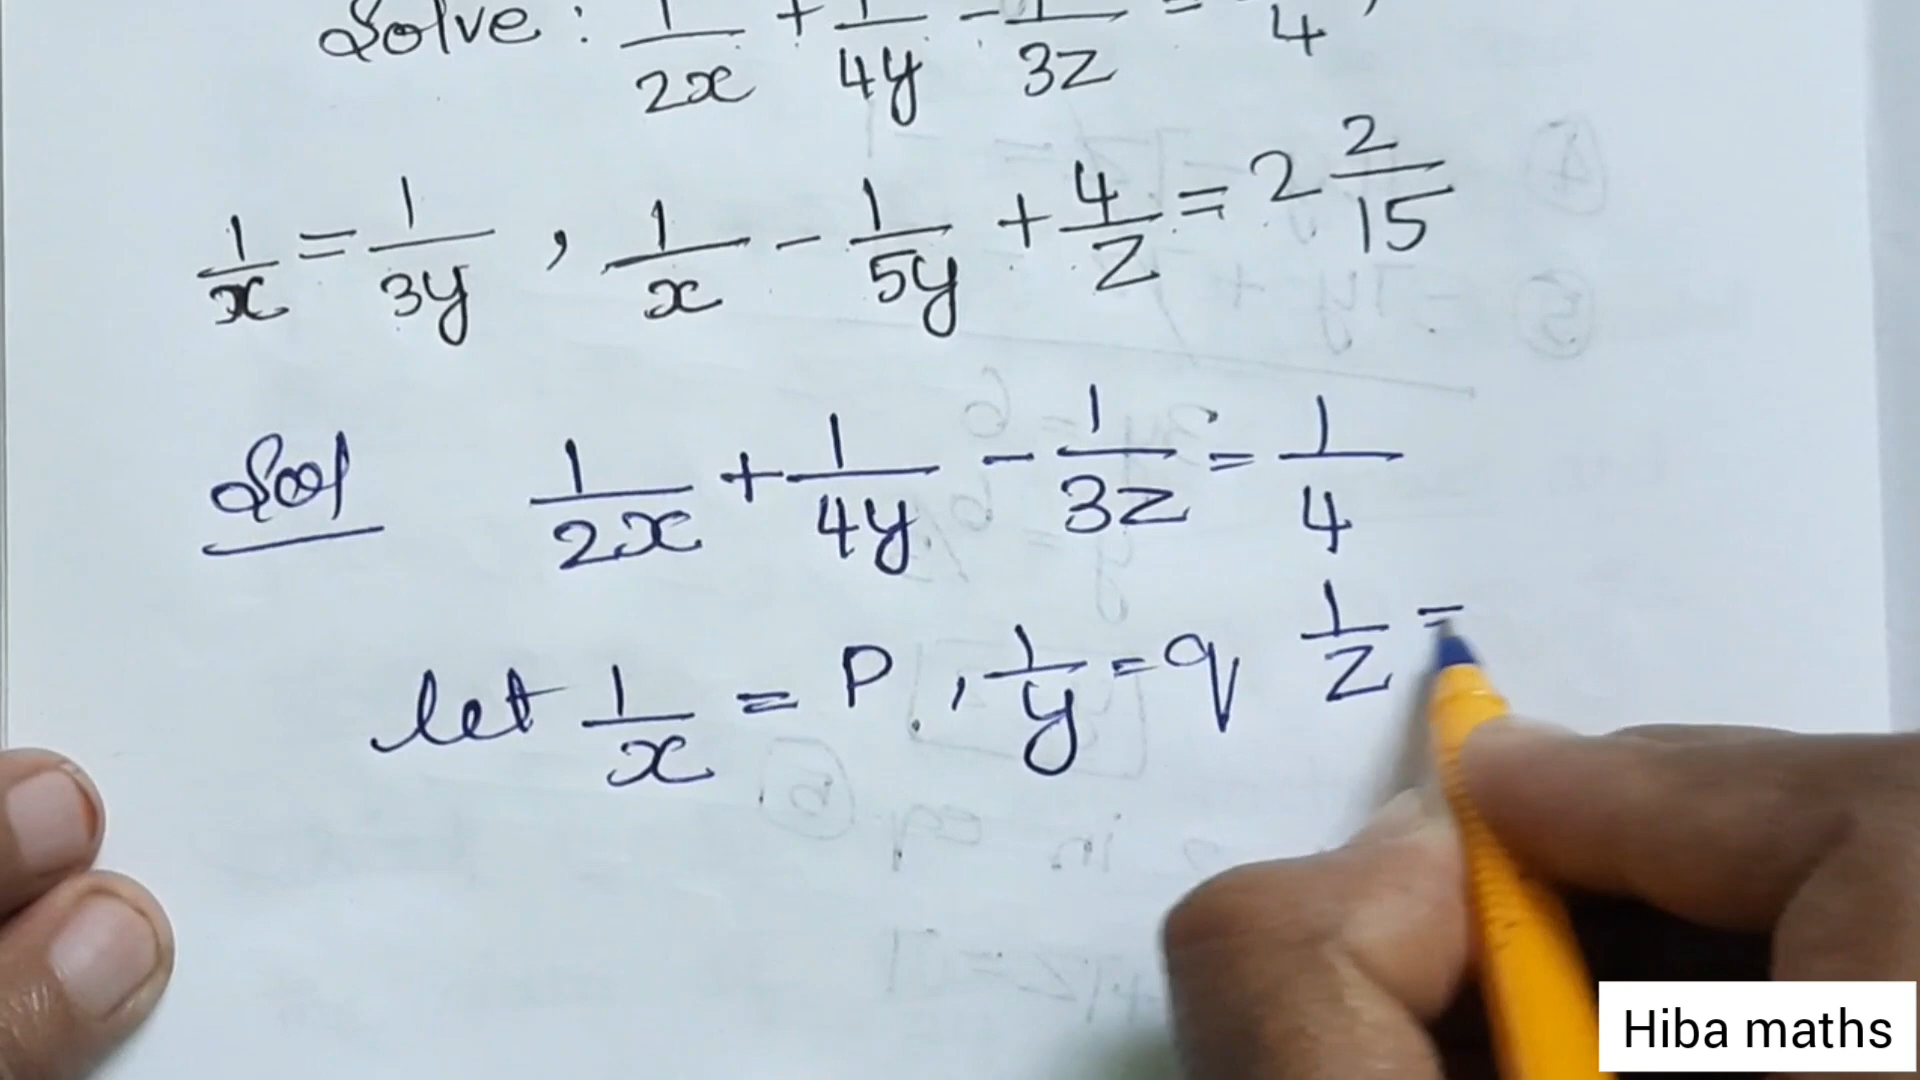 Solve : 1/2x + 1/4y - 1/3z = 1/4 ,
1/x = 1/3y , 1/x - 1/5y + 4/z = 2 2/15
Sol 1/2x + 1/4y - 1/3z = 1/4
let 1/x = P , 1/y = q 1/z =
Hiba maths